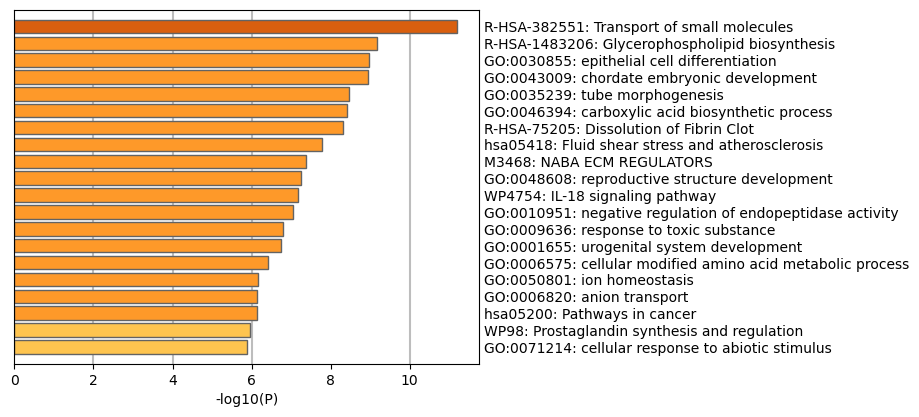 R-HSA-382551: Transport of small molecules
R-HSA-1483206: Glycerophospholipid biosynthesis
GO:0030855: epithelial cell differentiation
GO:0043009: chordate embryonic development
GO:0035239: tube morphogenesis
GO:0046394: carboxylic acid biosynthetic process
R-HSA-75205: Dissolution of Fibrin Clot
hsa05418: Fluid shear stress and atherosclerosis
M3468: NABA ECM REGULATORS
GO:0048608: reproductive structure development
WP4754: IL-18 signaling pathway
GO:0010951: negative regulation of endopeptidase activity
GO:0009636: response to toxic substance
GO:0001655: urogenital system development
GO:0006575: cellular modified amino acid metabolic process
GO:0050801: ion homeostasis
GO:0006820: anion transport
hsa05200: Pathways in cancer
WP98: Prostaglandin synthesis and regulation
GO:0071214: cellular response to abiotic stimulus
0 2 4 6 8 10
-log10(P)